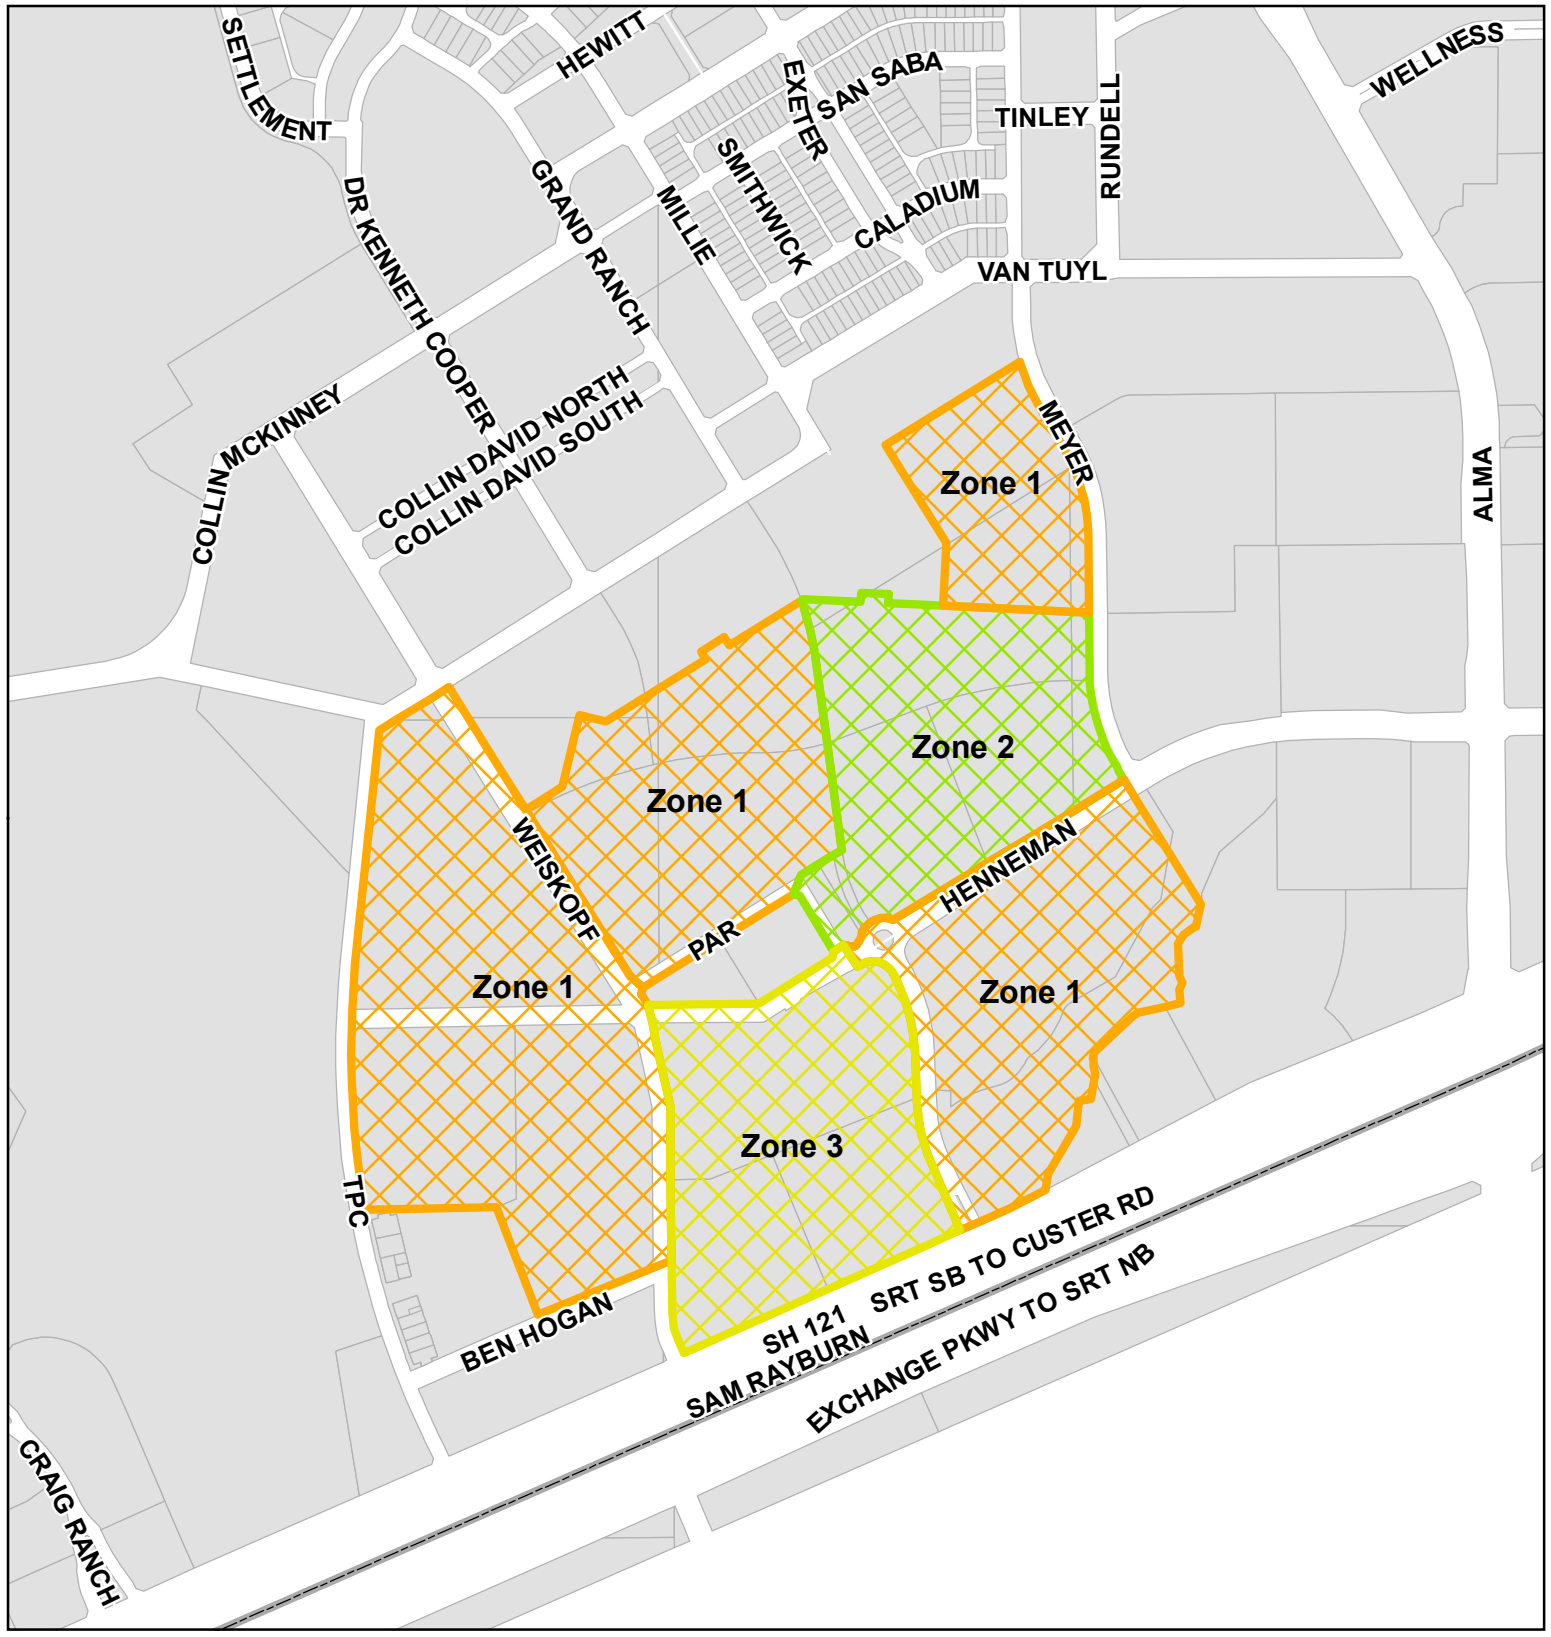 SETTLEMENT
HEWITT
WELLNESS
EXETER
SAN SABA
TINLEY
RUNDELL
SMITHWICK
GRAND RANCH
DR KENNETH COOPER
MILLIE
CALADIUM
VAN TUYL
COLLIN MCKINNEY
COLLIN DAVID NORTH
COLLIN DAVID SOUTH
MEYER
Zone 1
ALMA
Zone 2
Zone 1
WEISKOPF
HENNEMAN
PAR
Zone 1
Zone 1
Zone 3
TPC
SRT SB TO CUSTER RD
SH 121
BEN HOGAN
SAM RAYBURN
EXCHANGE PKWY TO SRT NB
CRAIG RANCH